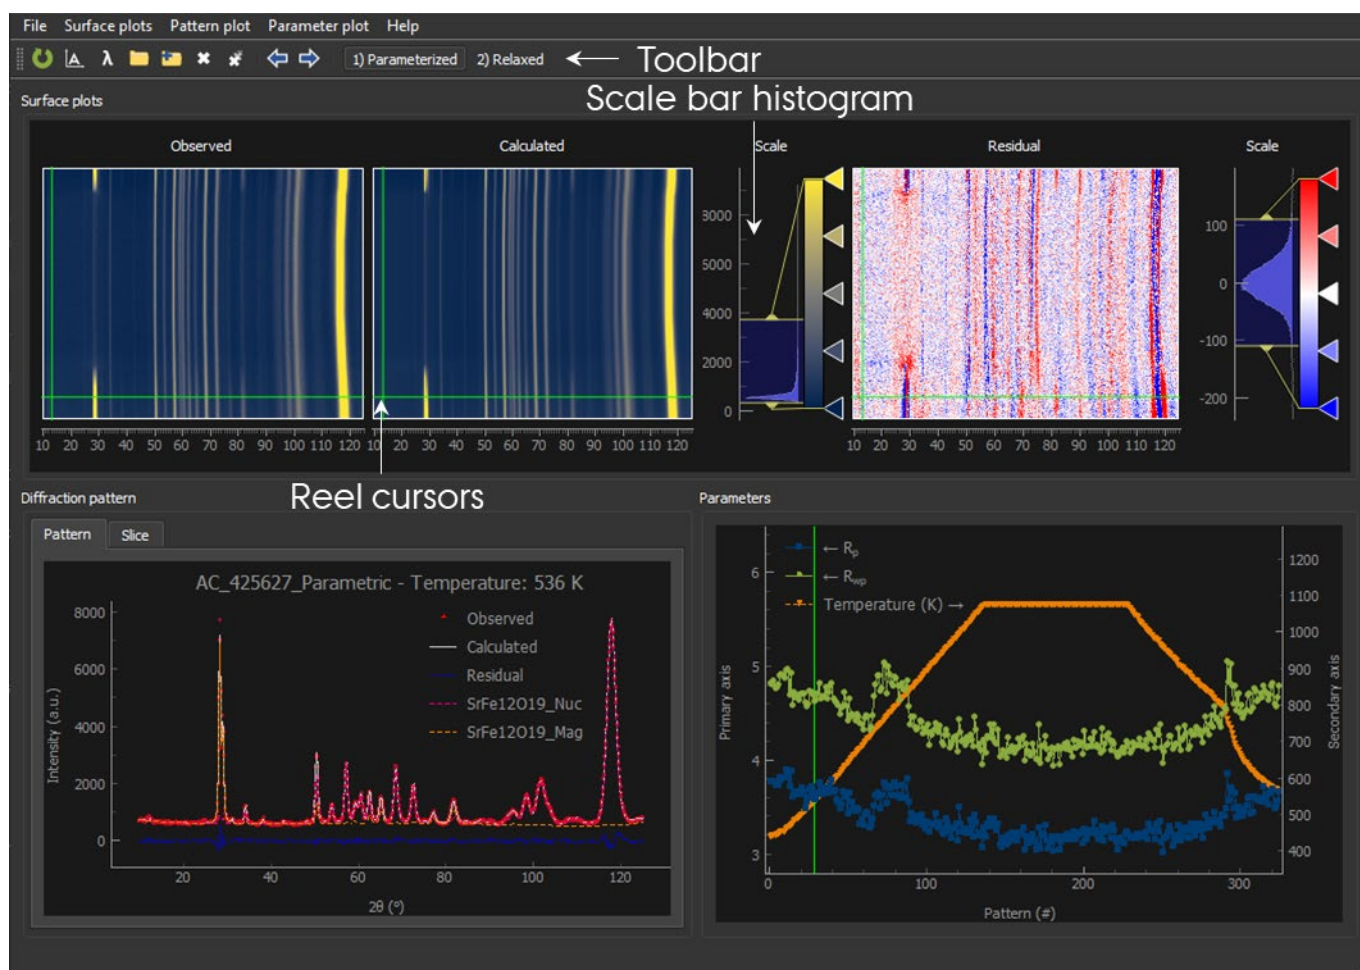 File Surface plots Pattern plot Parameter plot Help
λ 1) Parameterized 2) Relaxed Toolbar
Scale bar histogram
Surface plots
Observed Calculated Scale Residual Scale
8000
6000
4000
2000
0
100
0
-100
-200
10 20 30 40 50 60 70 80 90 100 110 120
10 20 30 40 50 60 70 80 90 100 110 120
10 20 30 40 50 60 70 80 90 100 110 120
Reel cursors
Diffraction pattern
Pattern Slice
AC_425627_Parametric - Temperature: 536 K
Observed
Calculated
Residual
SrFe12O19_Nuc
SrFe12O19_Mag
Intensity (a.u.)
8000
6000
4000
2000
0
20 40 60 80 100 120
2θ (°)
Parameters
← Rp
← Rwp
Temperature (K) →
Primary axis
6
5
4
3
1200
1100
1000
900
800
700
600
500
400
Secondary axis
0 100 200 300
Pattern (#)